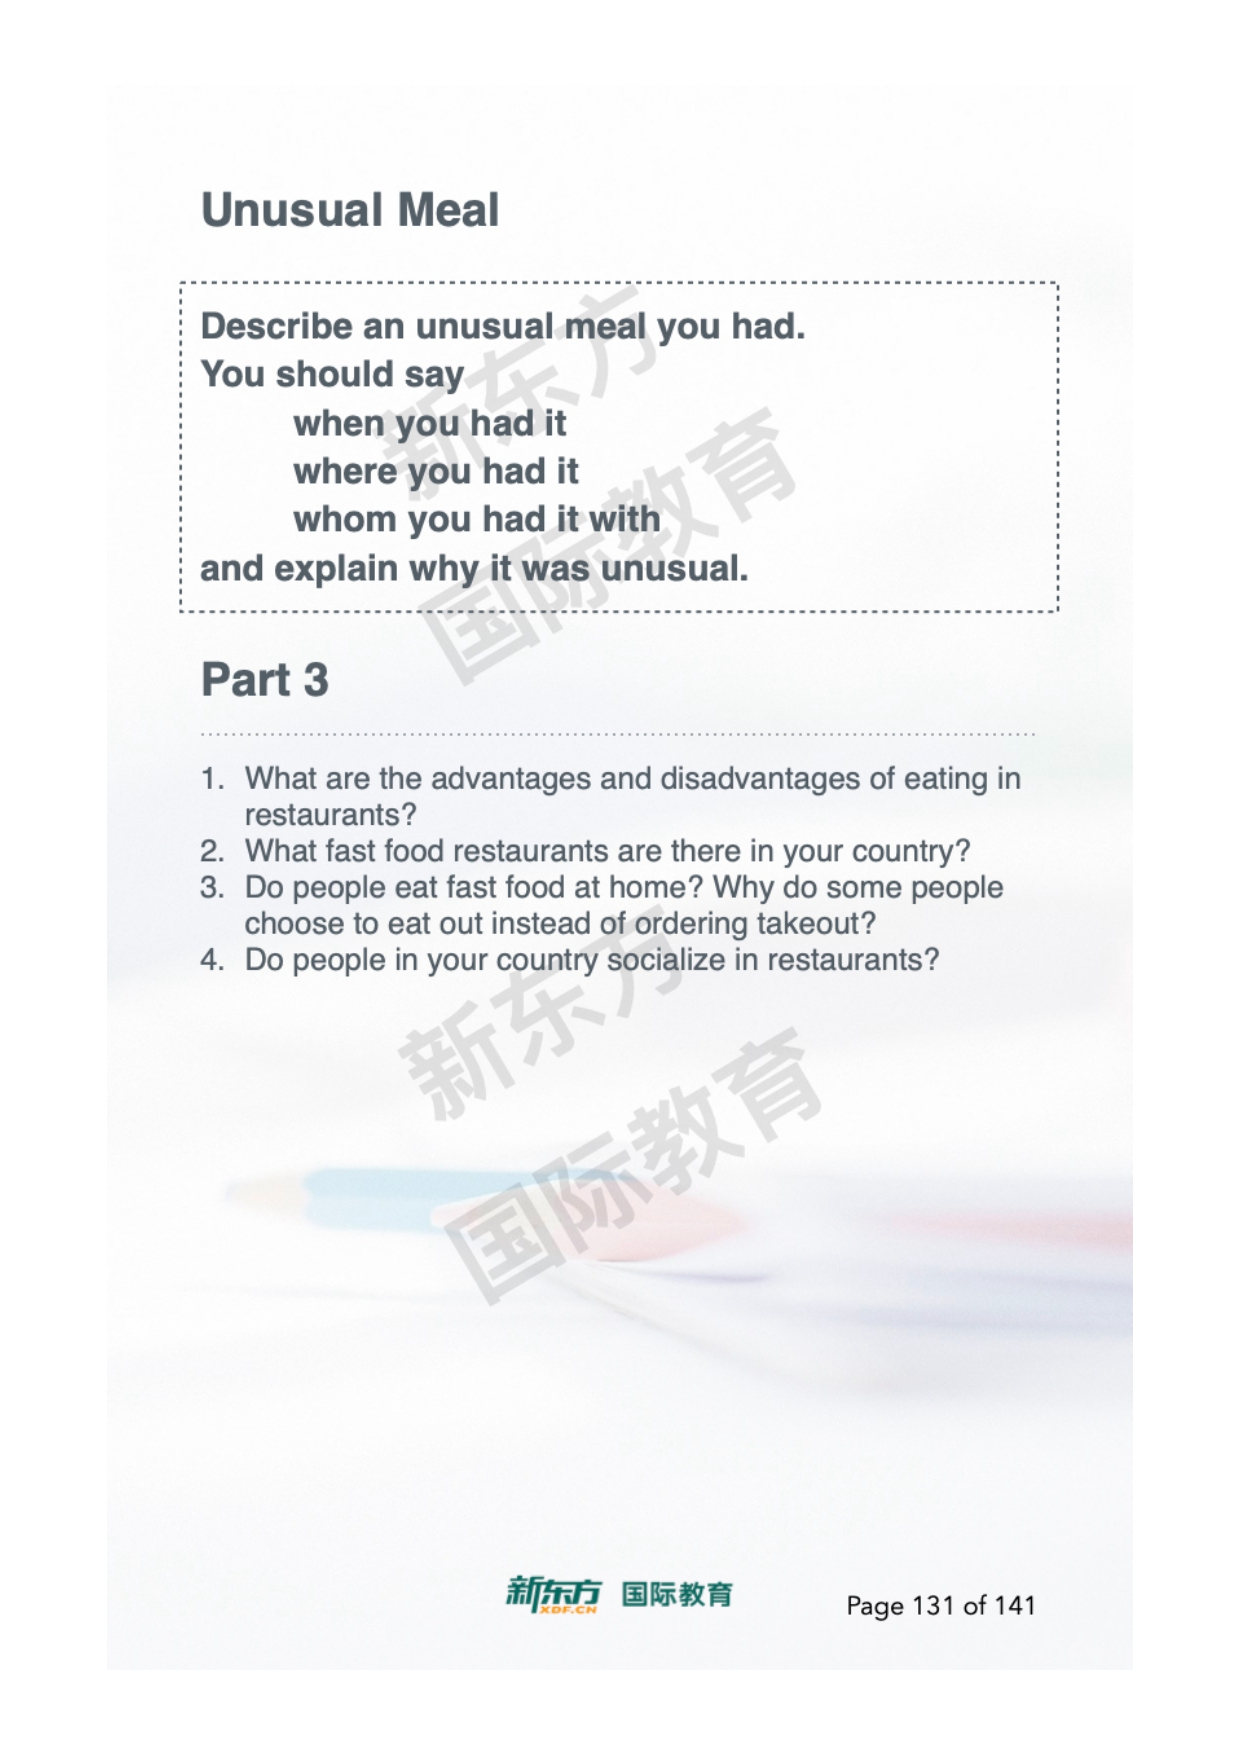 Unusual Meal
Describe an unusual meal you had.
You should say
when you had it
where you had it
whom you had it with
and explain why it was unusual.
新东方
国际教育
Part 3
1. What are the advantages and disadvantages of eating in
restaurants?
2. What fast food restaurants are there in your country?
3. Do people eat fast food at home? Why do some people
choose to eat out instead of ordering takeout?
4. Do people in your country socialize in restaurants?
新东方
国际教育
新东方 国际教育
XDF.CN
Page 131 of 141